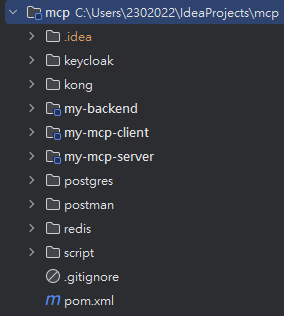 mcp C:\Users\2302022\IdeaProjects\mcp
.idea
keycloak
kong
my-backend
my-mcp-client
my-mcp-server
postgres
postman
redis
script
.gitignore
pom.xml